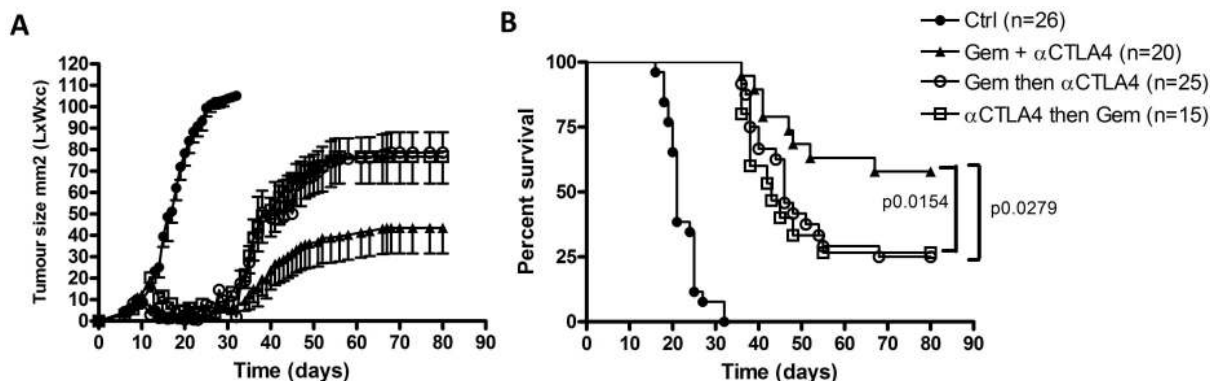 A
Tumour size mm2 (LxWxc)
120
110
100
90
80
70
60
50
40
30
20
10
0
0 10 20 30 40 50 60 70 80 90
Time (days)
B
Percent survival
100
75
50
25
0
0 10 20 30 40 50 60 70 80 90
Time (days)
p0.0154
p0.0279
Ctrl (n=26)
Gem + αCTLA4 (n=20)
Gem then αCTLA4 (n=25)
αCTLA4 then Gem (n=15)